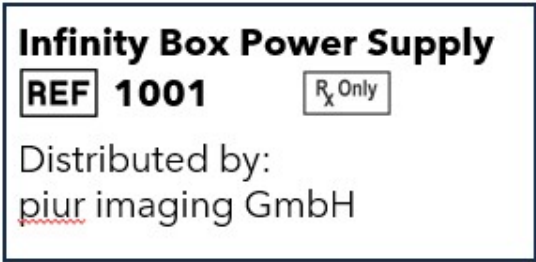 Infinity Box Power Supply
REF 1001 Rx Only
Distributed by:
piur imaging GmbH